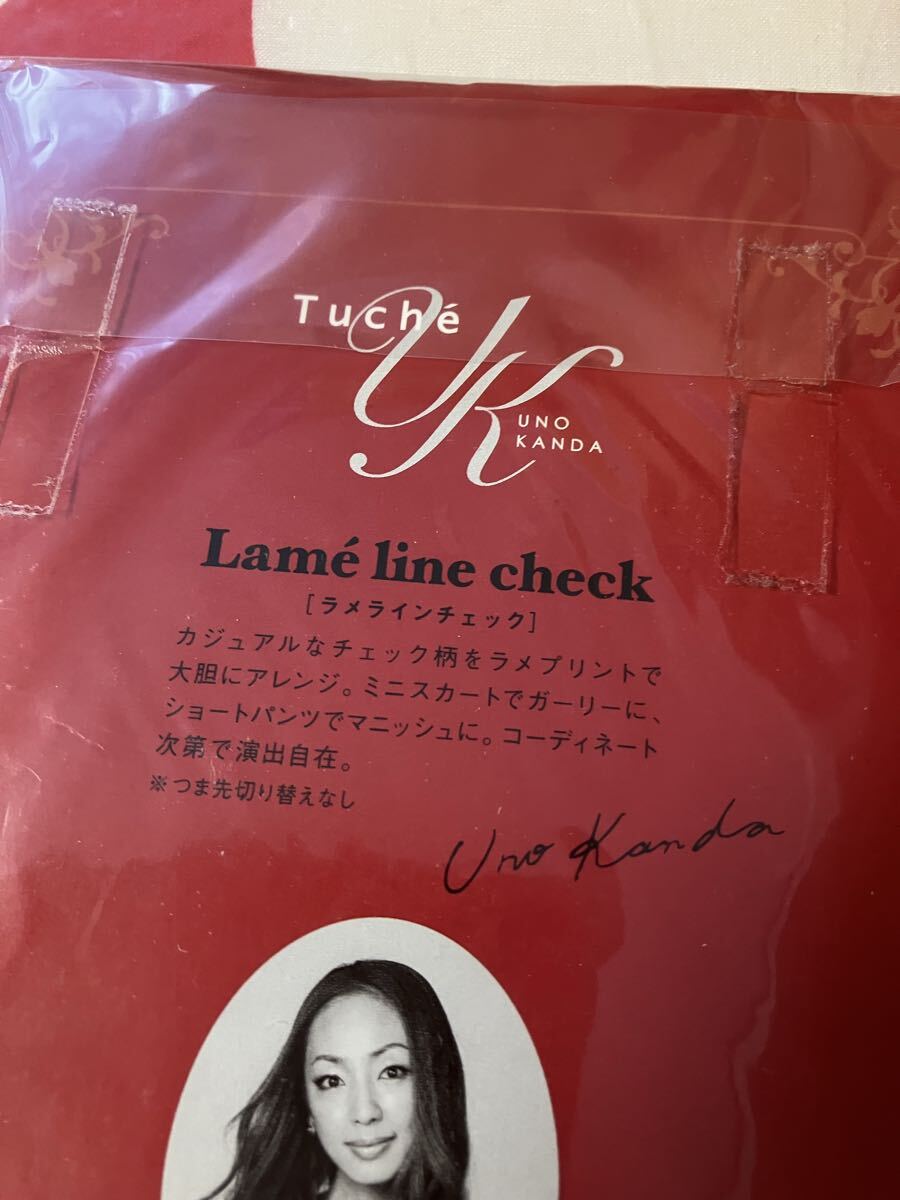 Tuché
UK
UNO
KANDA
Lamé line check
[ラメラインチェック]
カジュアルなチェック柄をラメプリントで
大胆にアレンジ。ミニスカートでガーリーに、
ショートパンツでマニッシュに。コーディネート
次第で演出自在。
※つま先切り替えなし
Uno Kanda